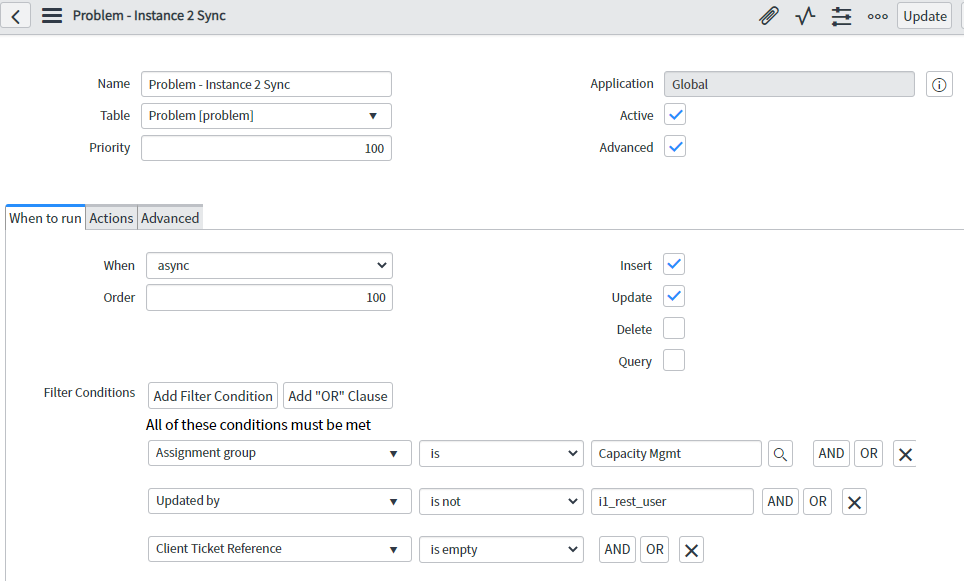 Problem - Instance 2 Sync Update
Name Problem - Instance 2 Sync Application Global
Table Problem [problem] Active
Priority 100 Advanced
When to run Actions Advanced
When async Insert
Order 100 Update
Delete
Query
Filter Conditions Add Filter Condition Add "OR" Clause
All of these conditions must be met
Assignment group is Capacity Mgmt AND OR
Updated by is not i1_rest_user AND OR
Client Ticket Reference is empty AND OR